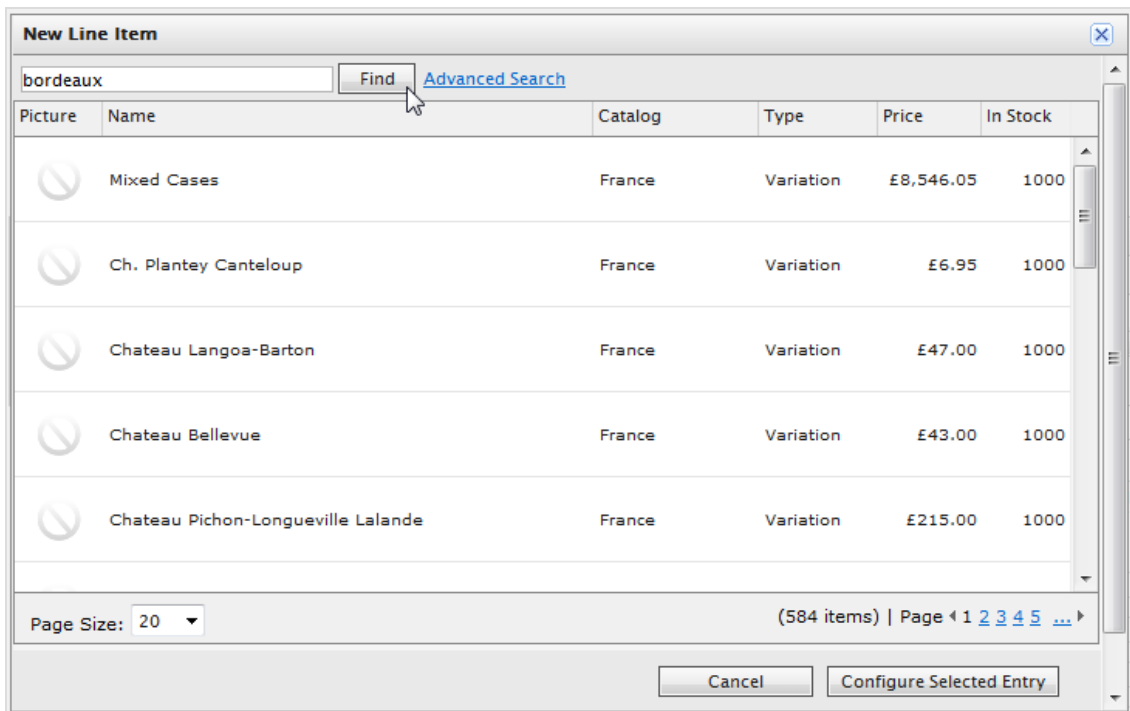 New Line Item
bordeaux Find Advanced Search
Picture Name Catalog Type Price In Stock
Mixed Cases France Variation £8,546.05 1000
Ch. Plantey Canteloup France Variation £6.95 1000
Chateau Langoa-Barton France Variation £47.00 1000
Chateau Bellevue France Variation £43.00 1000
Chateau Pichon-Longueville Lalande France Variation £215.00 1000
Page Size: 20 (584 items) | Page 1 2 3 4 5 ...
Cancel Configure Selected Entry